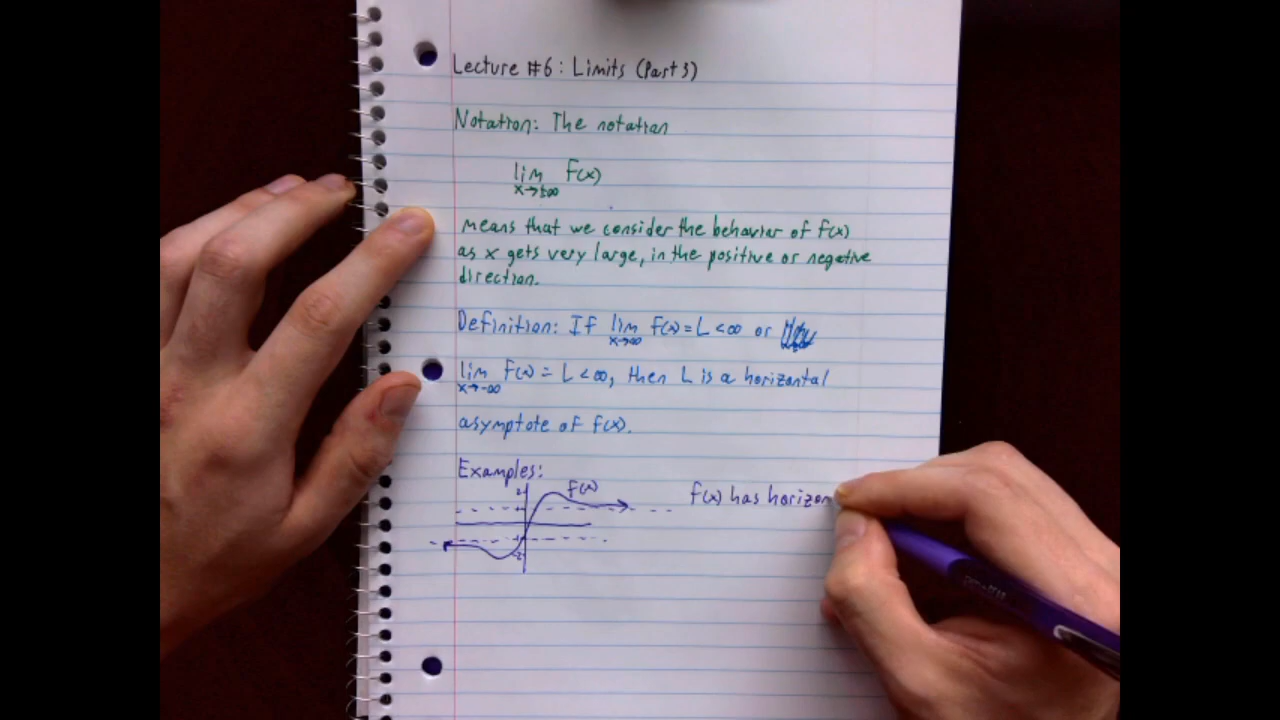 Lecture #6: Limits (Part 3)
Notation: The notation
lim f(x)
x→±∞
means that we consider the behavior of f(x)
as x gets very large, in the positive or negative
direction.
Definition: If lim f(x) = L < ∞ or
x→∞
lim f(x) = L < ∞, then L is a horizontal
x→-∞
asymptote of f(x).
Examples:
f(x)
f(x) has horizon